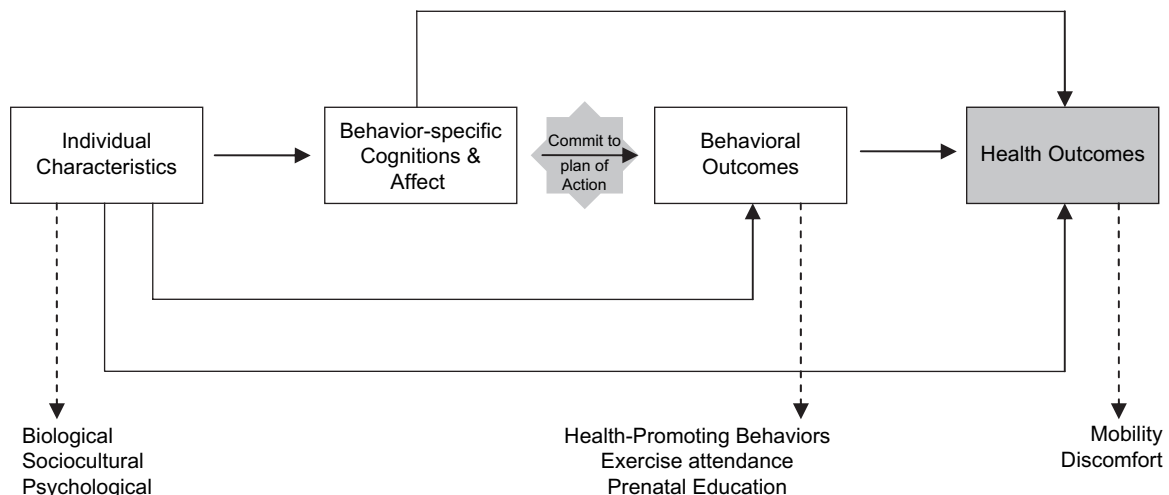 Individual
Characteristics
Behavior-specific
Cognitions &
Affect
Commit to
plan of
Action
Behavioral
Outcomes
Health Outcomes
Biological
Sociocultural
Psychological
Health-Promoting Behaviors
Exercise attendance
Prenatal Education
Mobility
Discomfort